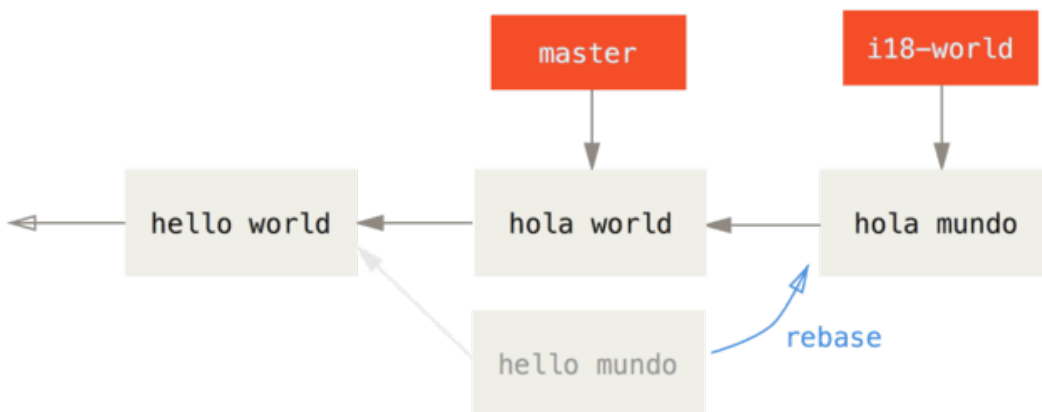 master
i18-world
hello world
hola world
hola mundo
rebase
hello mundo